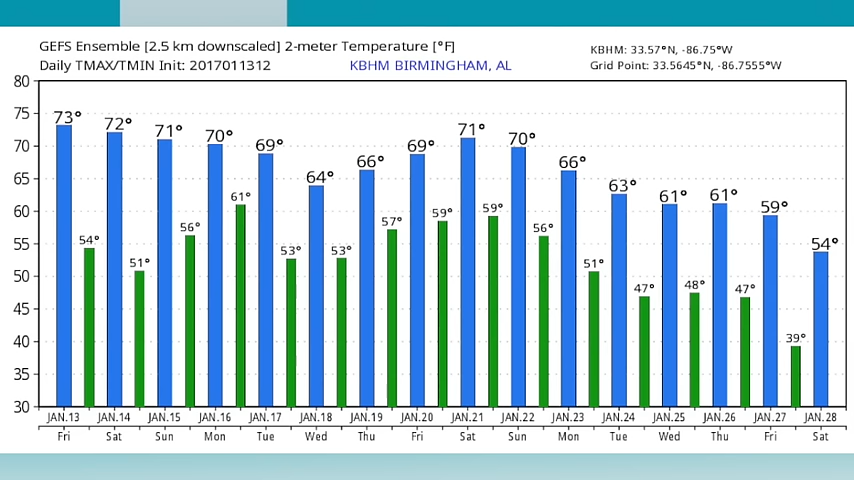 GEFS Ensemble [2.5 km downscaled] 2-meter Temperature [°F]
KBHM: 33.57°N, -86.75°W
Daily TMAX/TMIN Init: 2017011312
KBHM BIRMINGHAM, AL
Grid Point: 33.5645°N, -86.7555°W
80
75
70
65
60
55
50
45
40
35
30
73° 72° 71° 70° 69° 64° 66° 69° 71° 70° 66° 63° 61° 61° 59° 54°
54° 51° 56° 61° 53° 53° 57° 59° 59° 56° 51° 47° 48° 47° 39°
JAN.13 JAN.14 JAN.15 JAN.16 JAN.17 JAN.18 JAN.19 JAN.20 JAN.21 JAN.22 JAN.23 JAN.24 JAN.25 JAN.26 JAN.27 JAN.28
Fri Sat Sun Mon Tue Wed Thu Fri Sat Sun Mon Tue Wed Thu Fri Sat